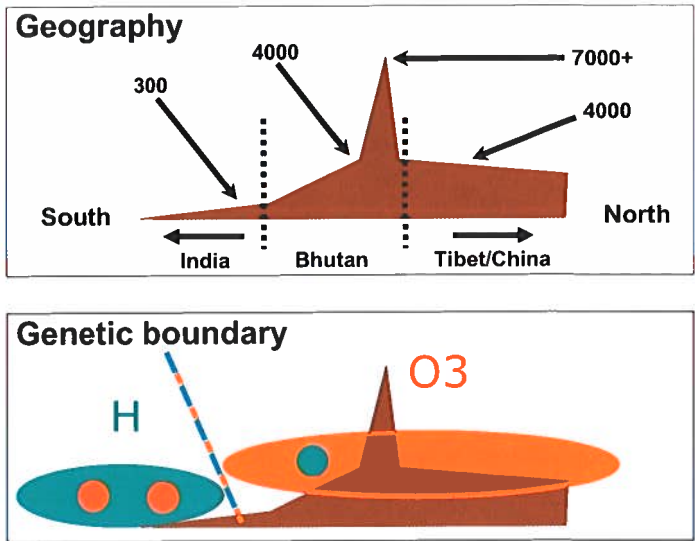 Geography
4000
7000+
300
4000
South
North
India
Bhutan
Tibet/China
Genetic boundary
O3
H